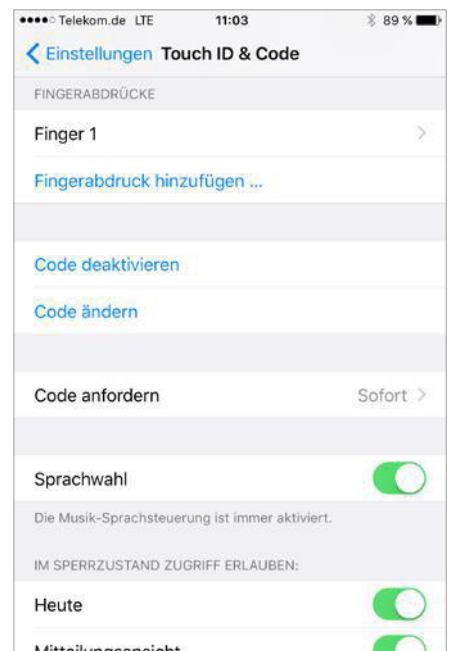 Telekom.de LTE 11:03 89 %
Einstellungen Touch ID & Code
FINGERABDRÜCKE
Finger 1
Fingerabdruck hinzufügen ...
Code deaktivieren
Code ändern
Code anfordern Sofort
Sprachwahl
Die Musik-Sprachsteuerung ist immer aktiviert.
IM SPERRZUSTAND ZUGRIFF ERLAUBEN:
Heute
Mitteilungsansicht